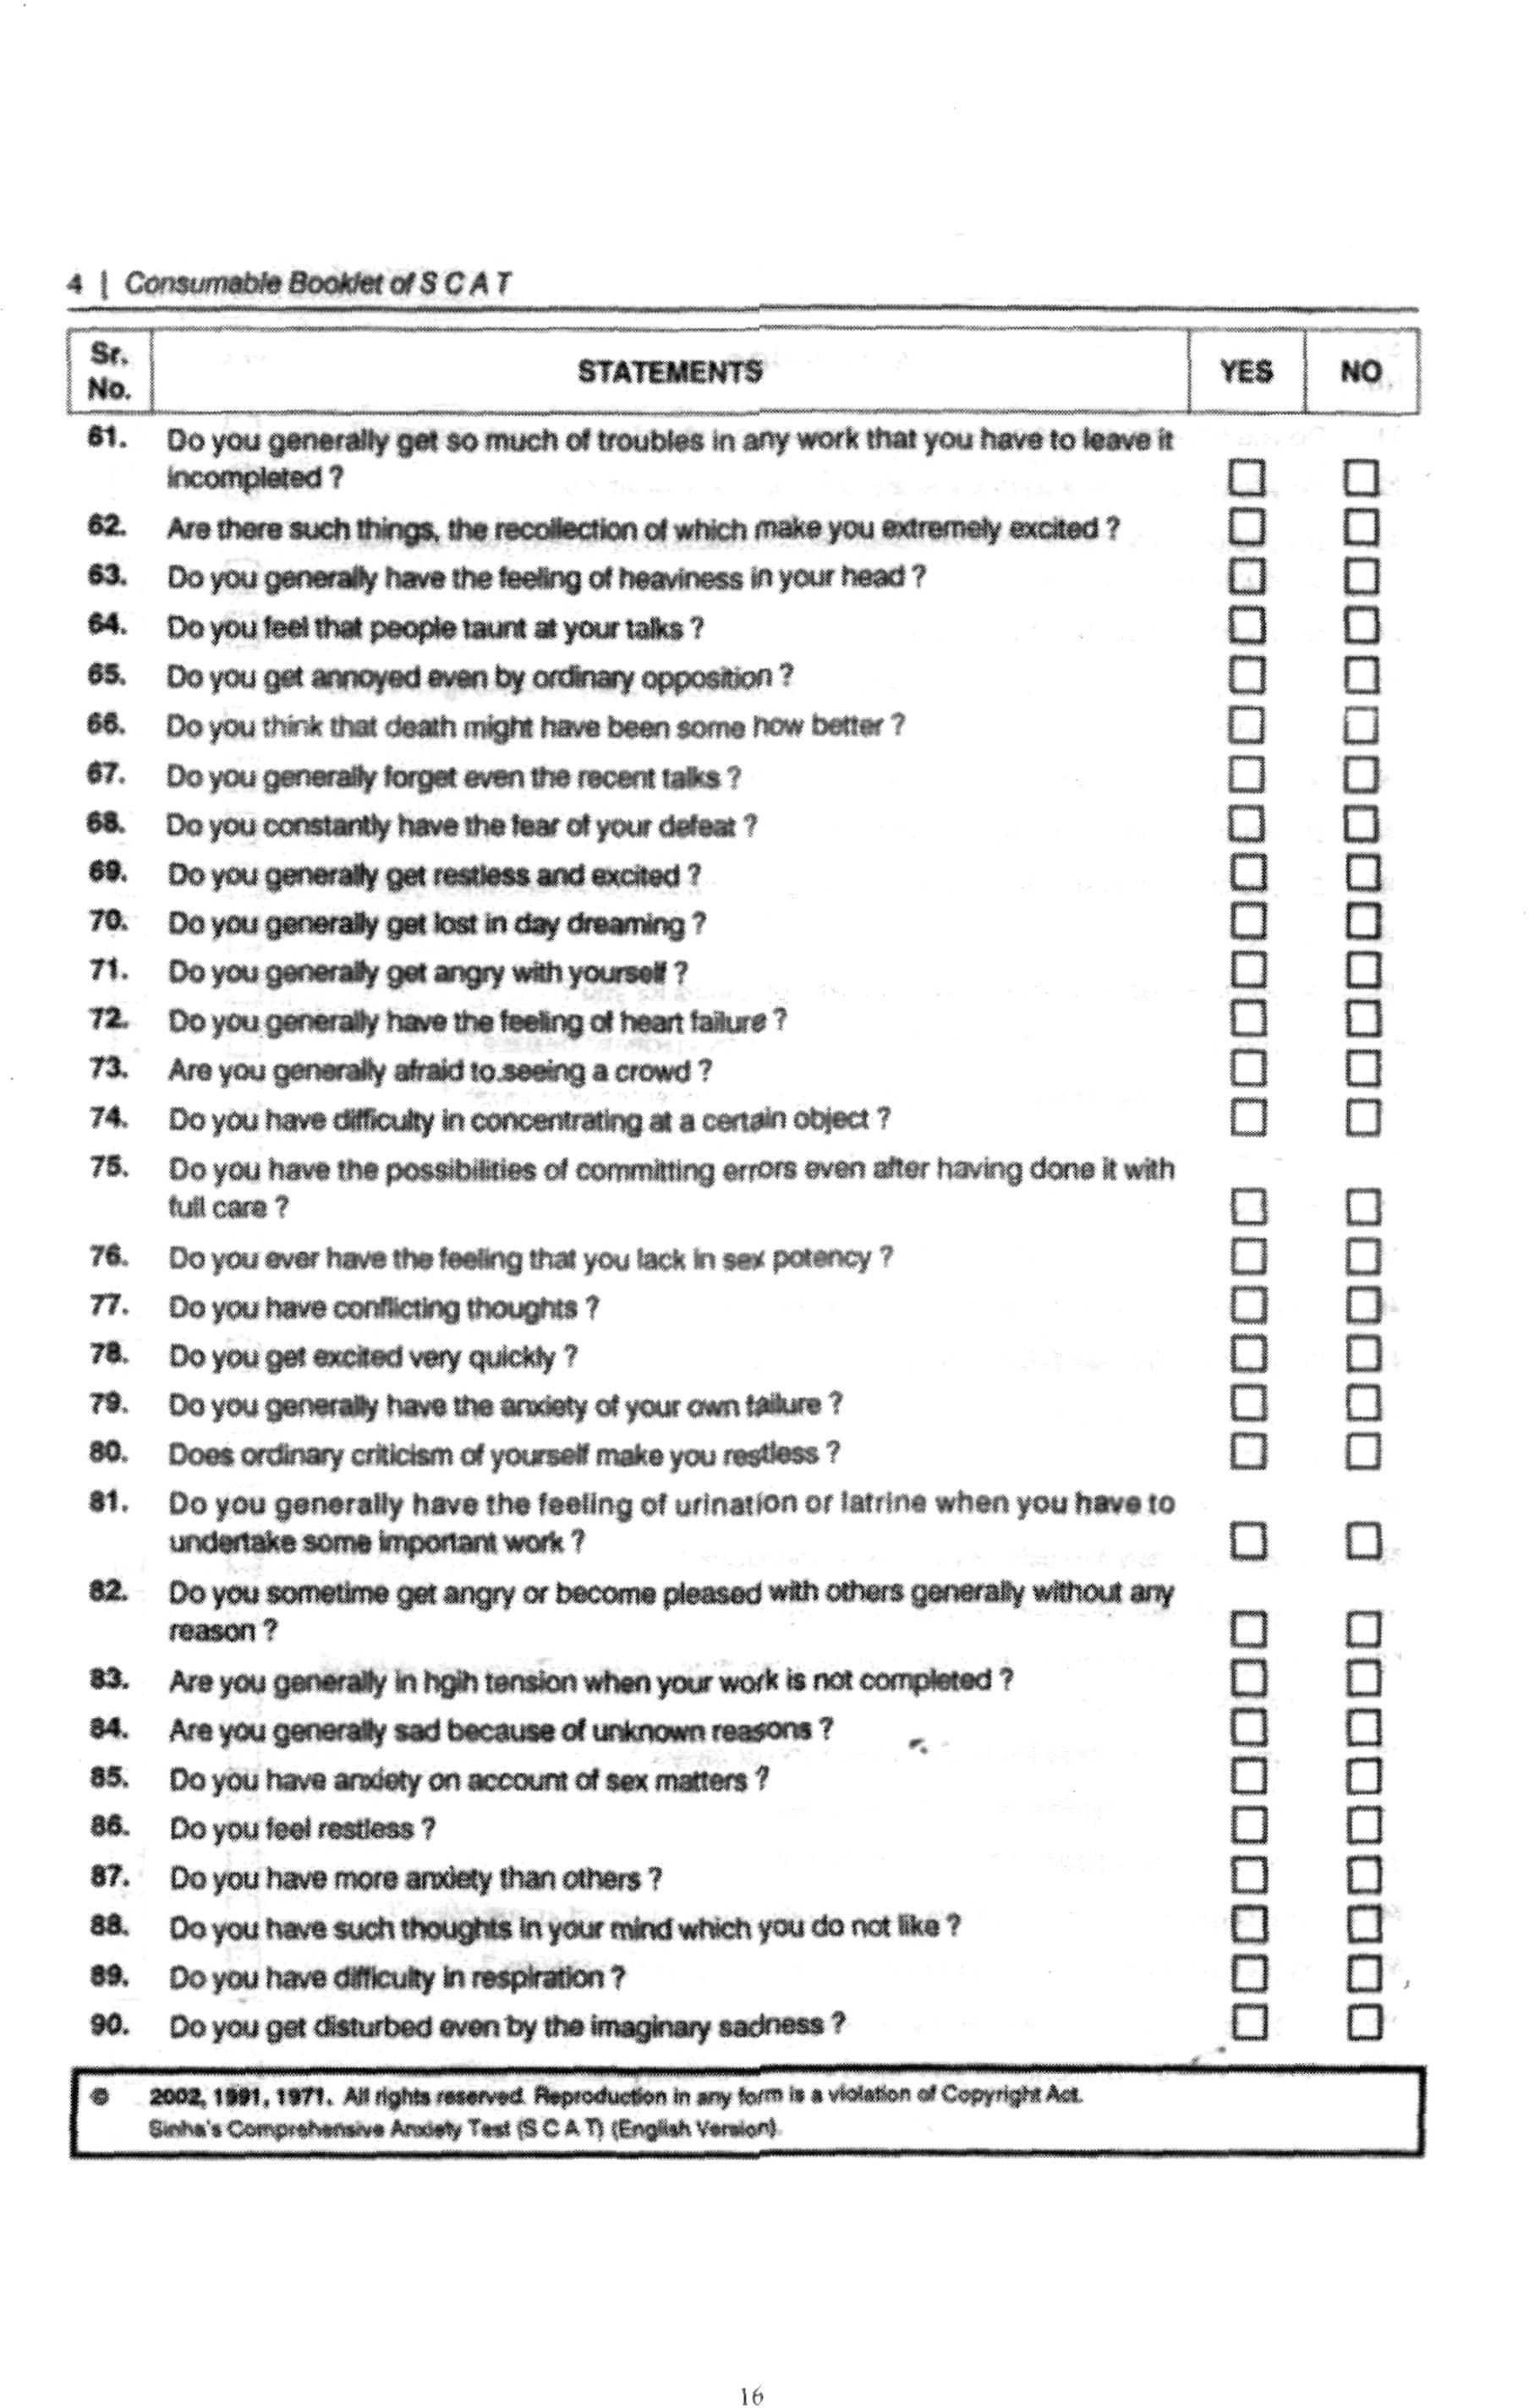 4 | Consumable Booklet of S C A T
Sr. No. STATEMENTS YES NO
61. Do you generally get so much of troubles in any work that you have to leave it
incompleted ?
62. Are there such things, the recollection of which make you extremely excited ?
63. Do you generally have the feeling of heaviness in your head ?
64. Do you feel that people taunt at your talks ?
65. Do you get annoyed even by ordinary opposition ?
66. Do you think that death might have been some how better ?
67. Do you generally forget even the recent talks ?
68. Do you constantly have the fear of your defeat ?
69. Do you generally get restless and excited ?
70. Do you generally get lost in day dreaming ?
71. Do you generally get angry with yourself ?
72. Do you generally have the feeling of heart failure ?
73. Are you generally afraid to seeing a crowd ?
74. Do you have difficulty in concentrating at a certain object ?
75. Do you have the possibilities of committing errors even after having done it with
full care ?
76. Do you ever have the feeling that you lack in sex potency ?
77. Do you have conflicting thoughts ?
78. Do you get excited very quickly ?
79. Do you generally have the anxiety of your own failure ?
80. Does ordinary criticism of yourself make you restless ?
81. Do you generally have the feeling of urination or latrine when you have to
undertake some important work ?
82. Do you sometime get angry or become pleased with others generally without any
reason ?
83. Are you generally in hgih tension when your work is not completed ?
84. Are you generally sad because of unknown reasons ?
85. Do you have anxiety on account of sex matters ?
86. Do you feel restless ?
87. Do you have more anxiety than others ?
88. Do you have such thoughts in your mind which you do not like ?
89. Do you have difficulty in respiration ?
90. Do you get disturbed even by the imaginary sadness ?
© 2002, 1991, 1971. All rights reserved. Reproduction in any form is a violation of Copyright Act.
Sinha's Comprehensive Anxiety Test (S C A T) (English Version).
16